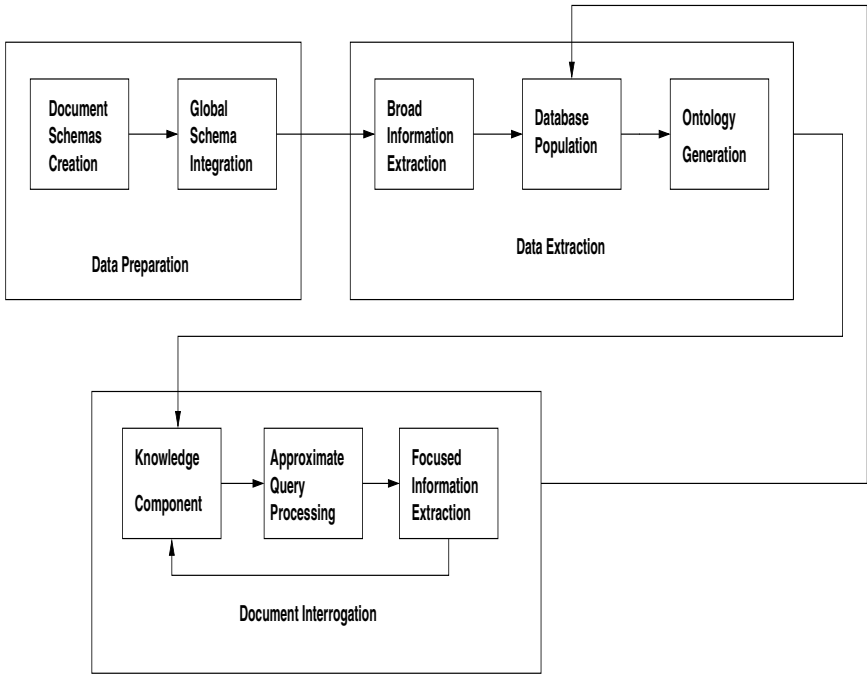 Document
Schemas
Creation
Global
Schema
Integration
Data Preparation
Broad
Information
Extraction
Database
Population
Ontology
Generation
Data Extraction
Knowledge
Component
Approximate
Query
Processing
Focused
Information
Extraction
Document Interrogation